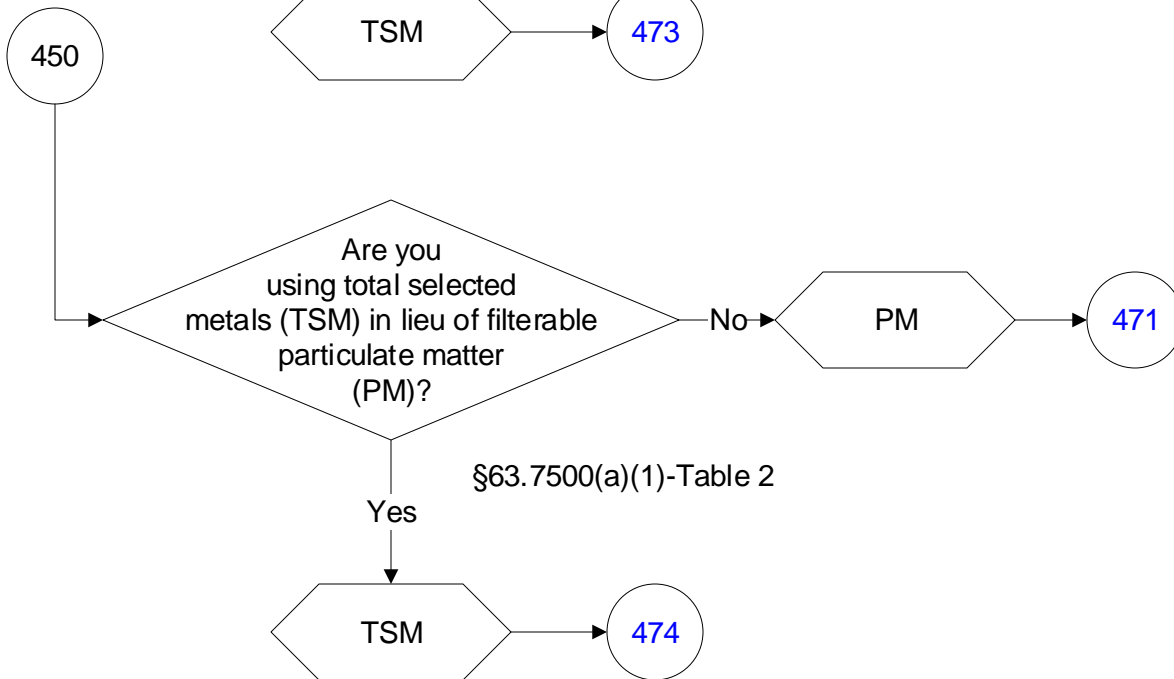 450
TSM
473
Are you
using total selected
metals (TSM) in lieu of filterable
particulate matter
(PM)?
No
PM
471
§63.7500(a)(1)-Table 2
Yes
TSM
474